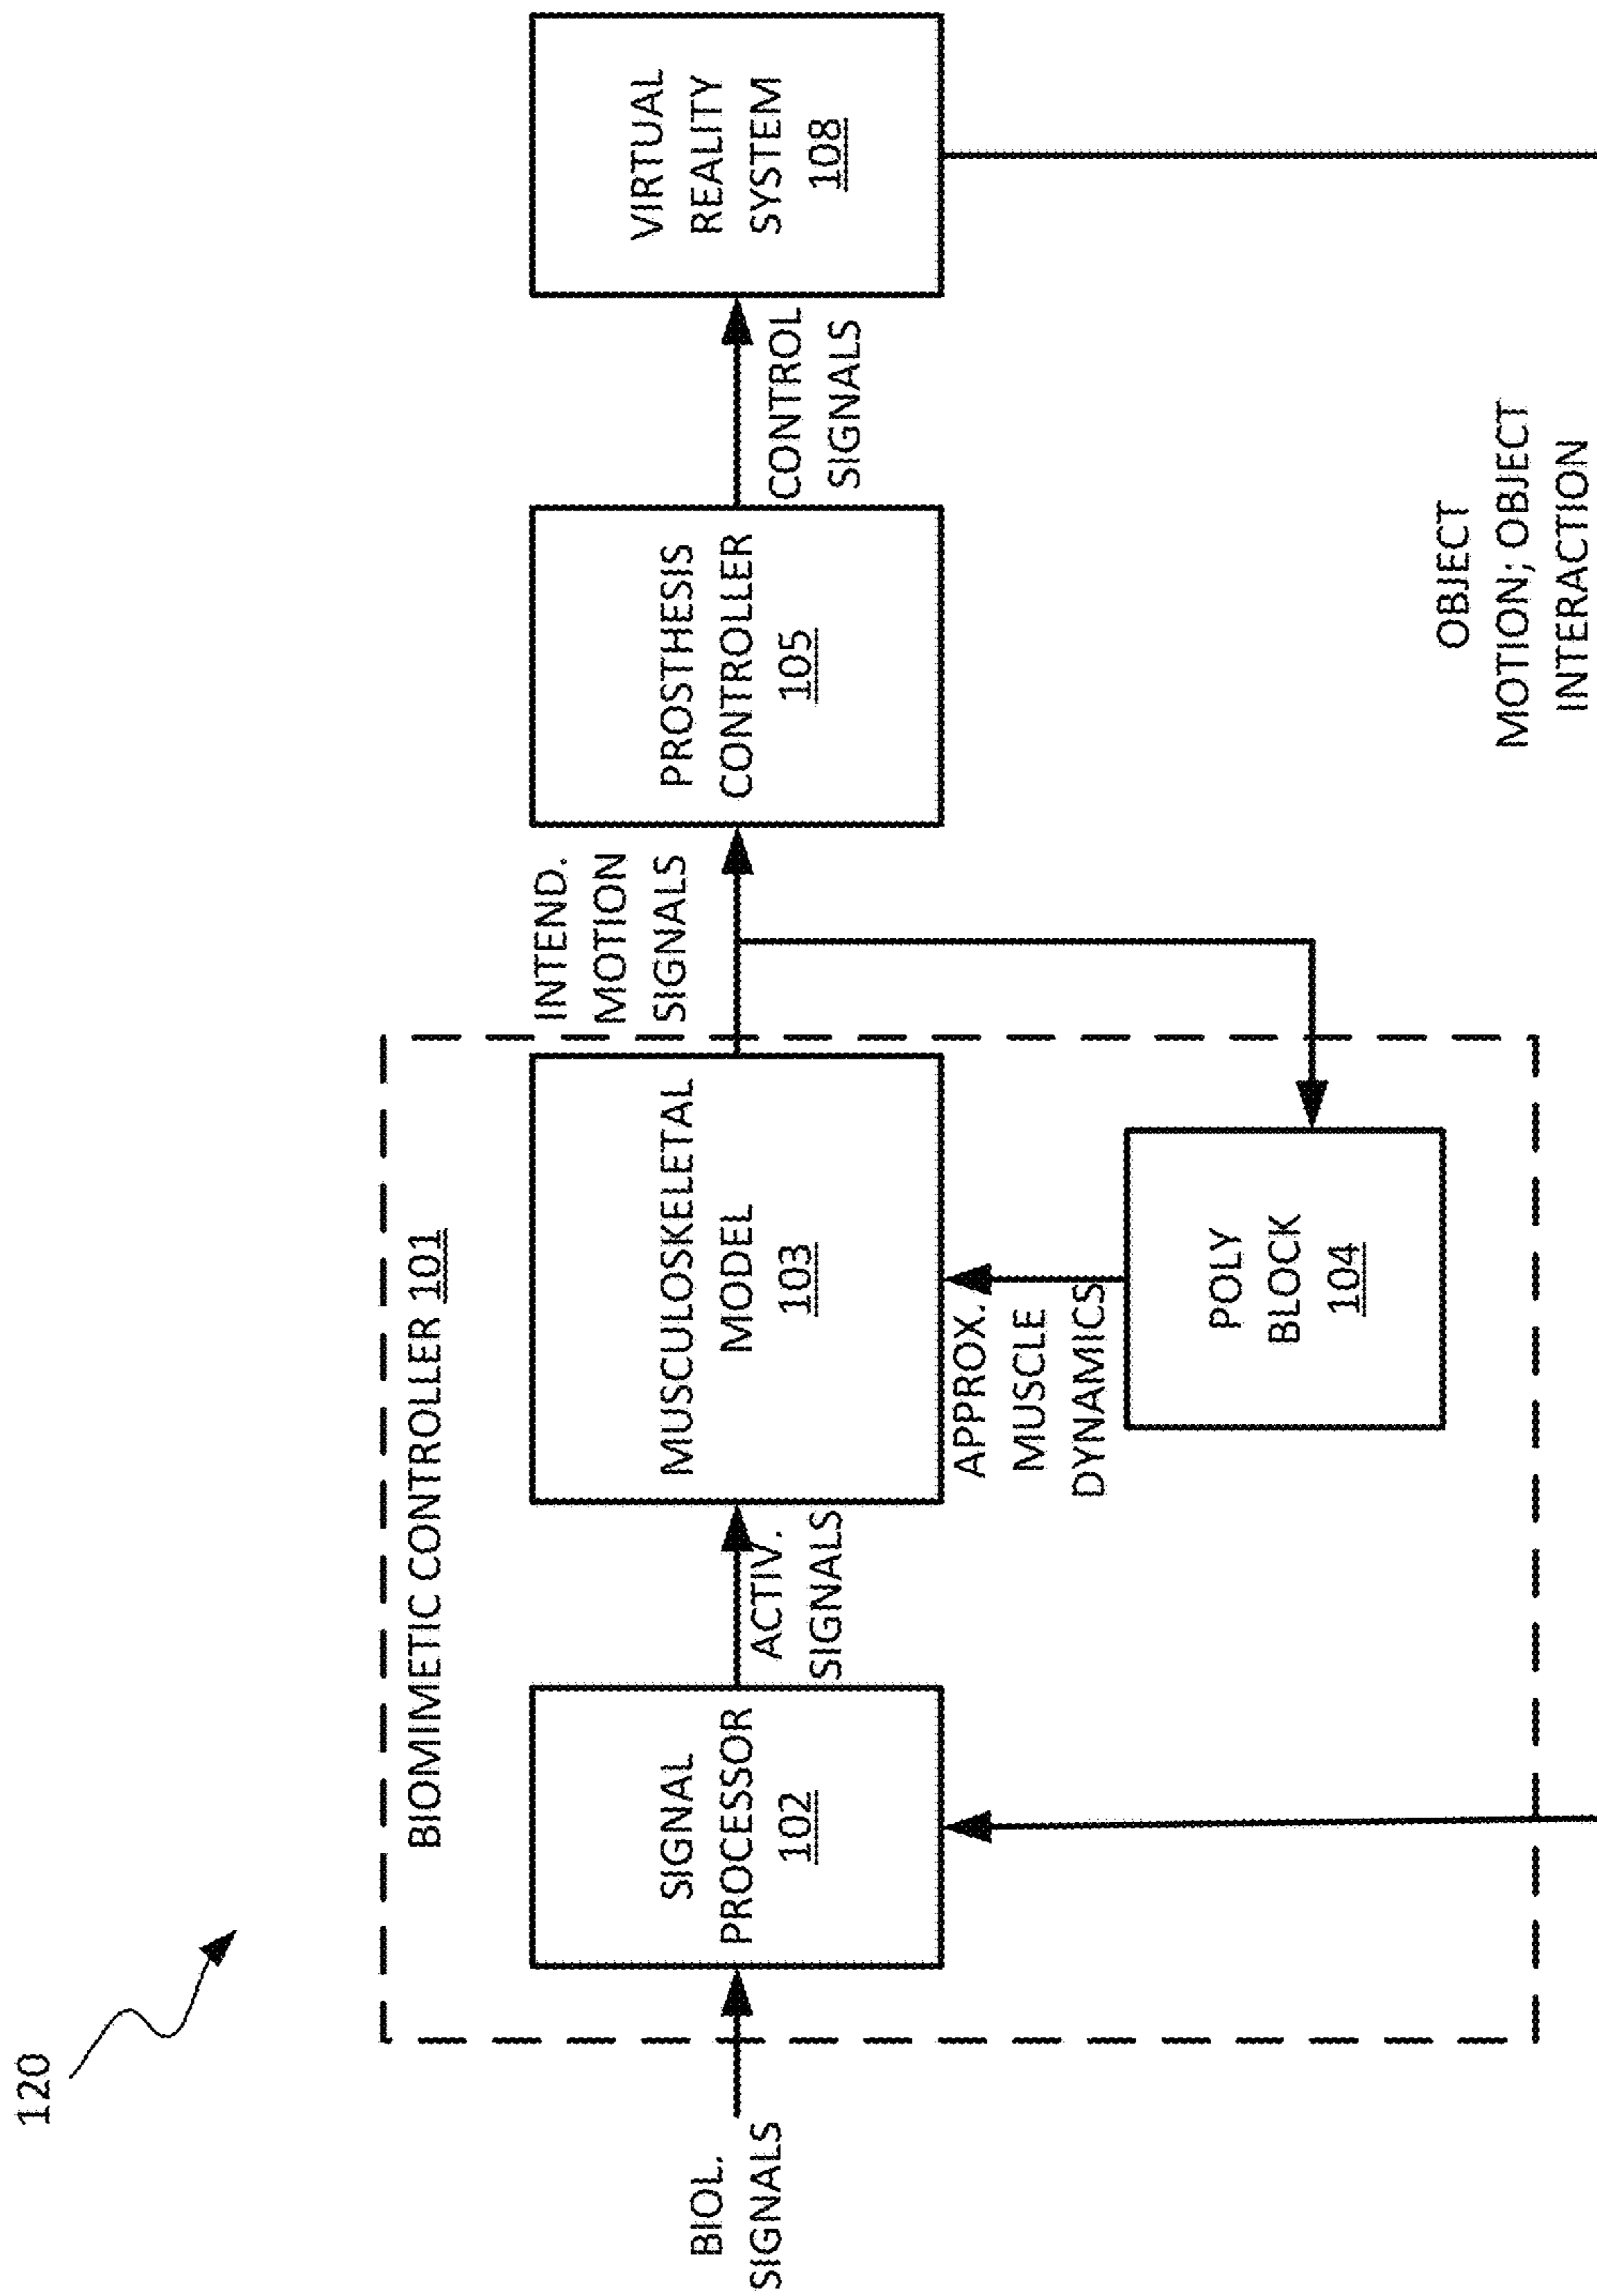 120
BIOMIMETIC CONTROLLER 101
BIOL.
SIGNALS
SIGNAL
PROCESSOR
102
ACTIV.
SIGNALS
MUSCULOSKELETAL
MODEL
103
APPROX.
MUSCLE
DYNAMICS
POLY
BLOCK
104
INTEND.
MOTION
SIGNALS
PROSTHESIS
CONTROLLER
105
CONTROL
SIGNALS
VIRTUAL
REALITY
SYSTEM
108
OBJECT
MOTION; OBJECT
INTERACTION